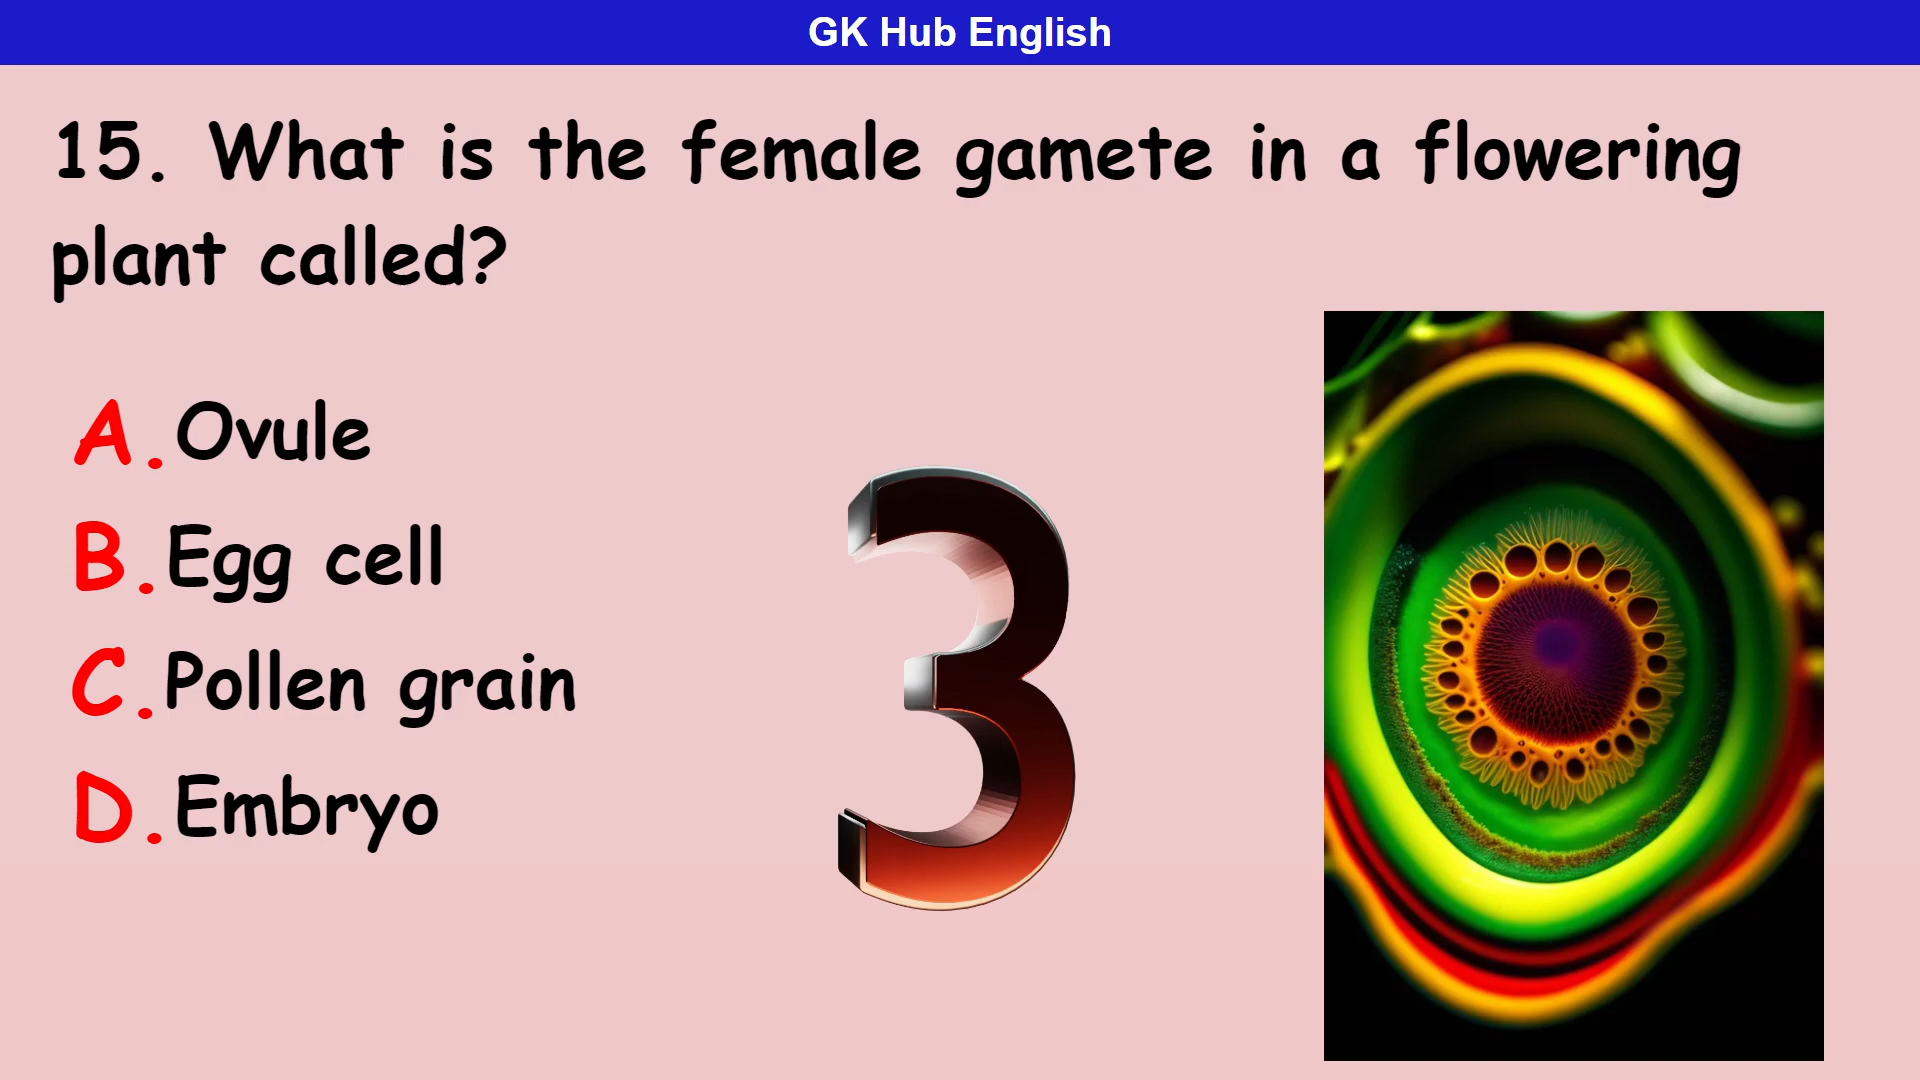 GK Hub English
15. What is the female gamete in a flowering
plant called?
A. Ovule
B. Egg cell
C. Pollen grain
D. Embryo
3